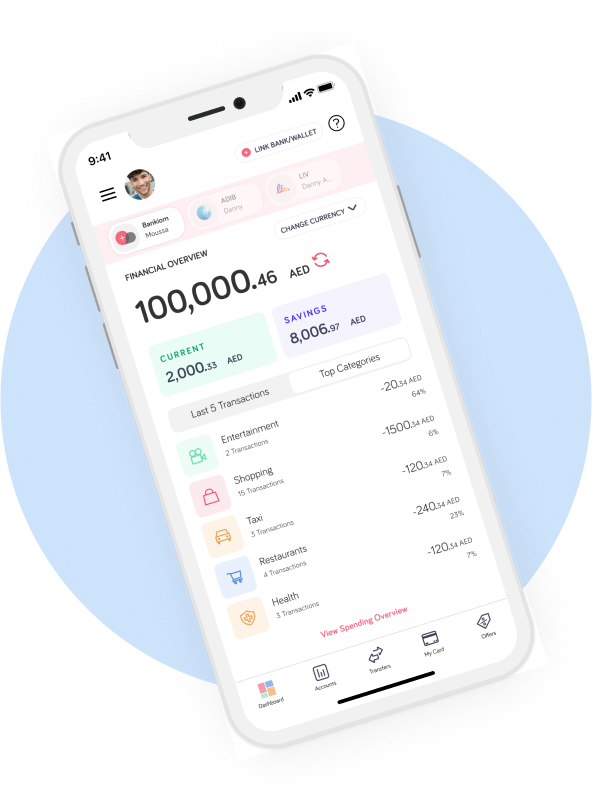 9:41
LINK BANK/WALLET
Bankiom
Moussa
ADIB
Danny
LIV
Danny A...
FINANCIAL OVERVIEW
CHANGE CURRENCY
100,000.46 AED
CURRENT
2,000.33 AED
SAVINGS
8,006.97 AED
Last 5 Transactions
Top Categories
Entertainment
2 Transactions
-20.34 AED
64%
Shopping
15 Transactions
-1500.34 AED
6%
Taxi
3 Transactions
-120.34 AED
7%
Restaurants
4 Transactions
-240.34 AED
23%
Health
3 Transactions
-120.34 AED
7%
View Spending Overview
Dashboard
Accounts
Transfers
My Card
Offers